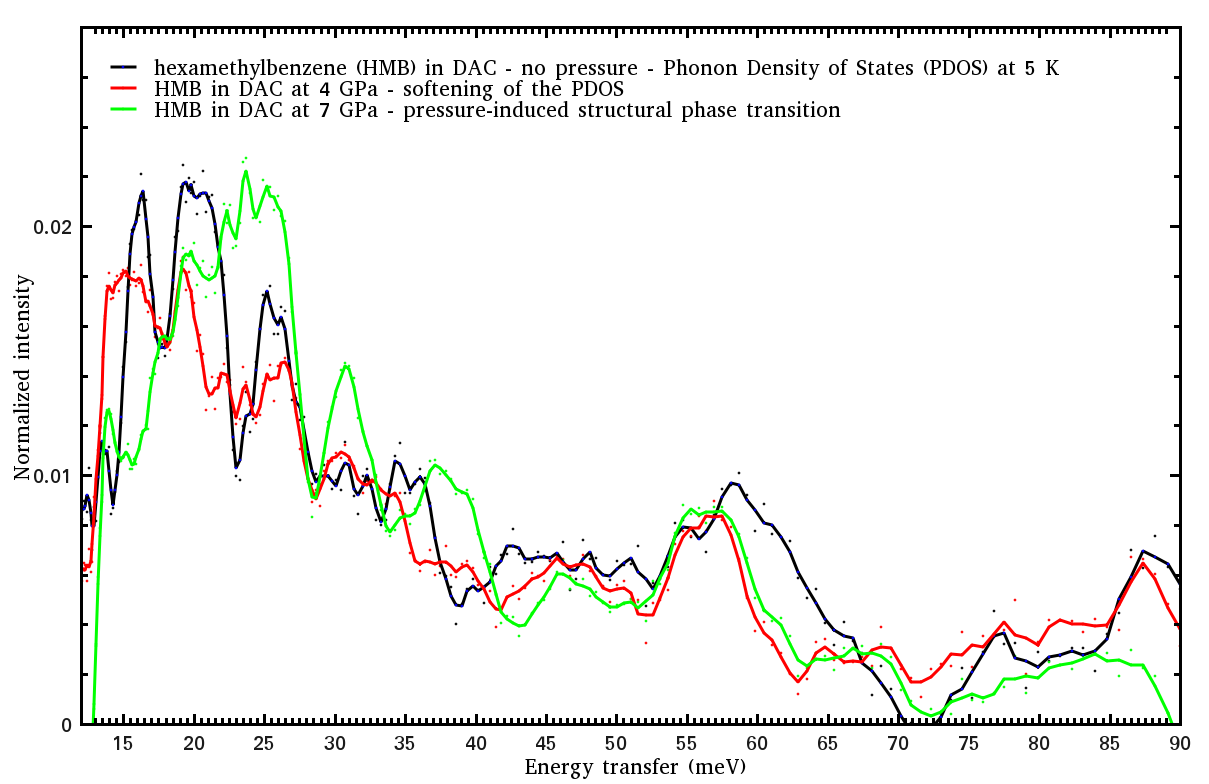 hexamethylbenzene (HMB) in DAC - no pressure - Phonon Density of States (PDOS) at 5 K
HMB in DAC at 4 GPa - softening of the PDOS
HMB in DAC at 7 GPa - pressure-induced structural phase transition
Normalized intensity
0.02
0.01
0
15 20 25 30 35 40 45 50 55 60 65 70 75 80 85 90
Energy transfer (meV)